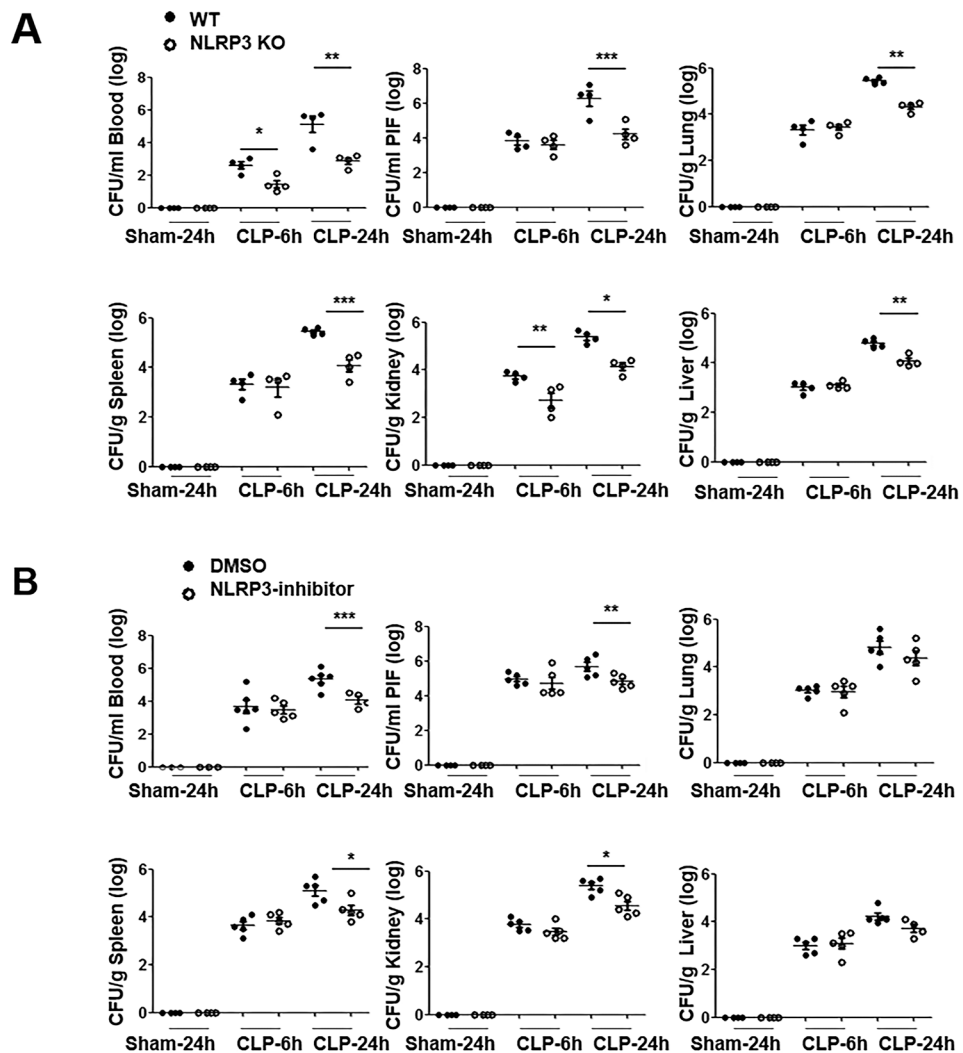 A
WT
NLRP3 KO
CFU/ml Blood (log)
8
6
4
2
0
*
**
Sham-24h CLP-6h CLP-24h
CFU/ml PIF (log)
8
6
4
2
0
***
Sham-24h CLP-6h CLP-24h
CFU/g Lung (log)
6
4
2
0
**
Sham-24h CLP-6h CLP-24h
CFU/g Spleen (log)
6
4
2
0
***
Sham-24h CLP-6h CLP-24h
CFU/g Kidney (log)
6
4
2
0
**
*
Sham-24h CLP-6h CLP-24h
CFU/g Liver (log)
6
4
2
0
**
Sham-24h CLP-6h CLP-24h
B
DMSO
NLRP3-inhibitor
CFU/ml Blood (log)
8
6
4
2
0
***
Sham-24h CLP-6h CLP-24h
CFU/ml PIF (log)
8
6
4
2
0
**
Sham-24h CLP-6h CLP-24h
CFU/g Lung (log)
6
4
2
0
Sham-24h CLP-6h CLP-24h
CFU/g Spleen (log)
6
4
2
0
*
Sham-24h CLP-6h CLP-24h
CFU/g Kidney (log)
6
4
2
0
*
Sham-24h CLP-6h CLP-24h
CFU/g Liver (log)
6
4
2
0
Sham-24h CLP-6h CLP-24h